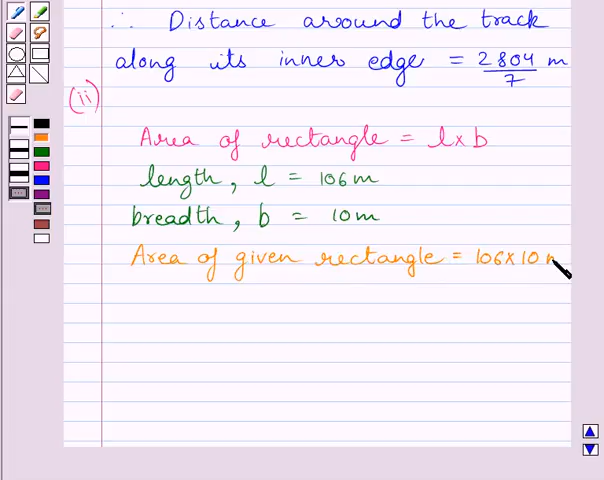 ∴ Distance around the track
along its inner edge = 2804/7 m
(ii)
Area of rectangle = l × b
length, l = 106 m
breadth, b = 10 m
Area of given rectangle = 106 × 10 m